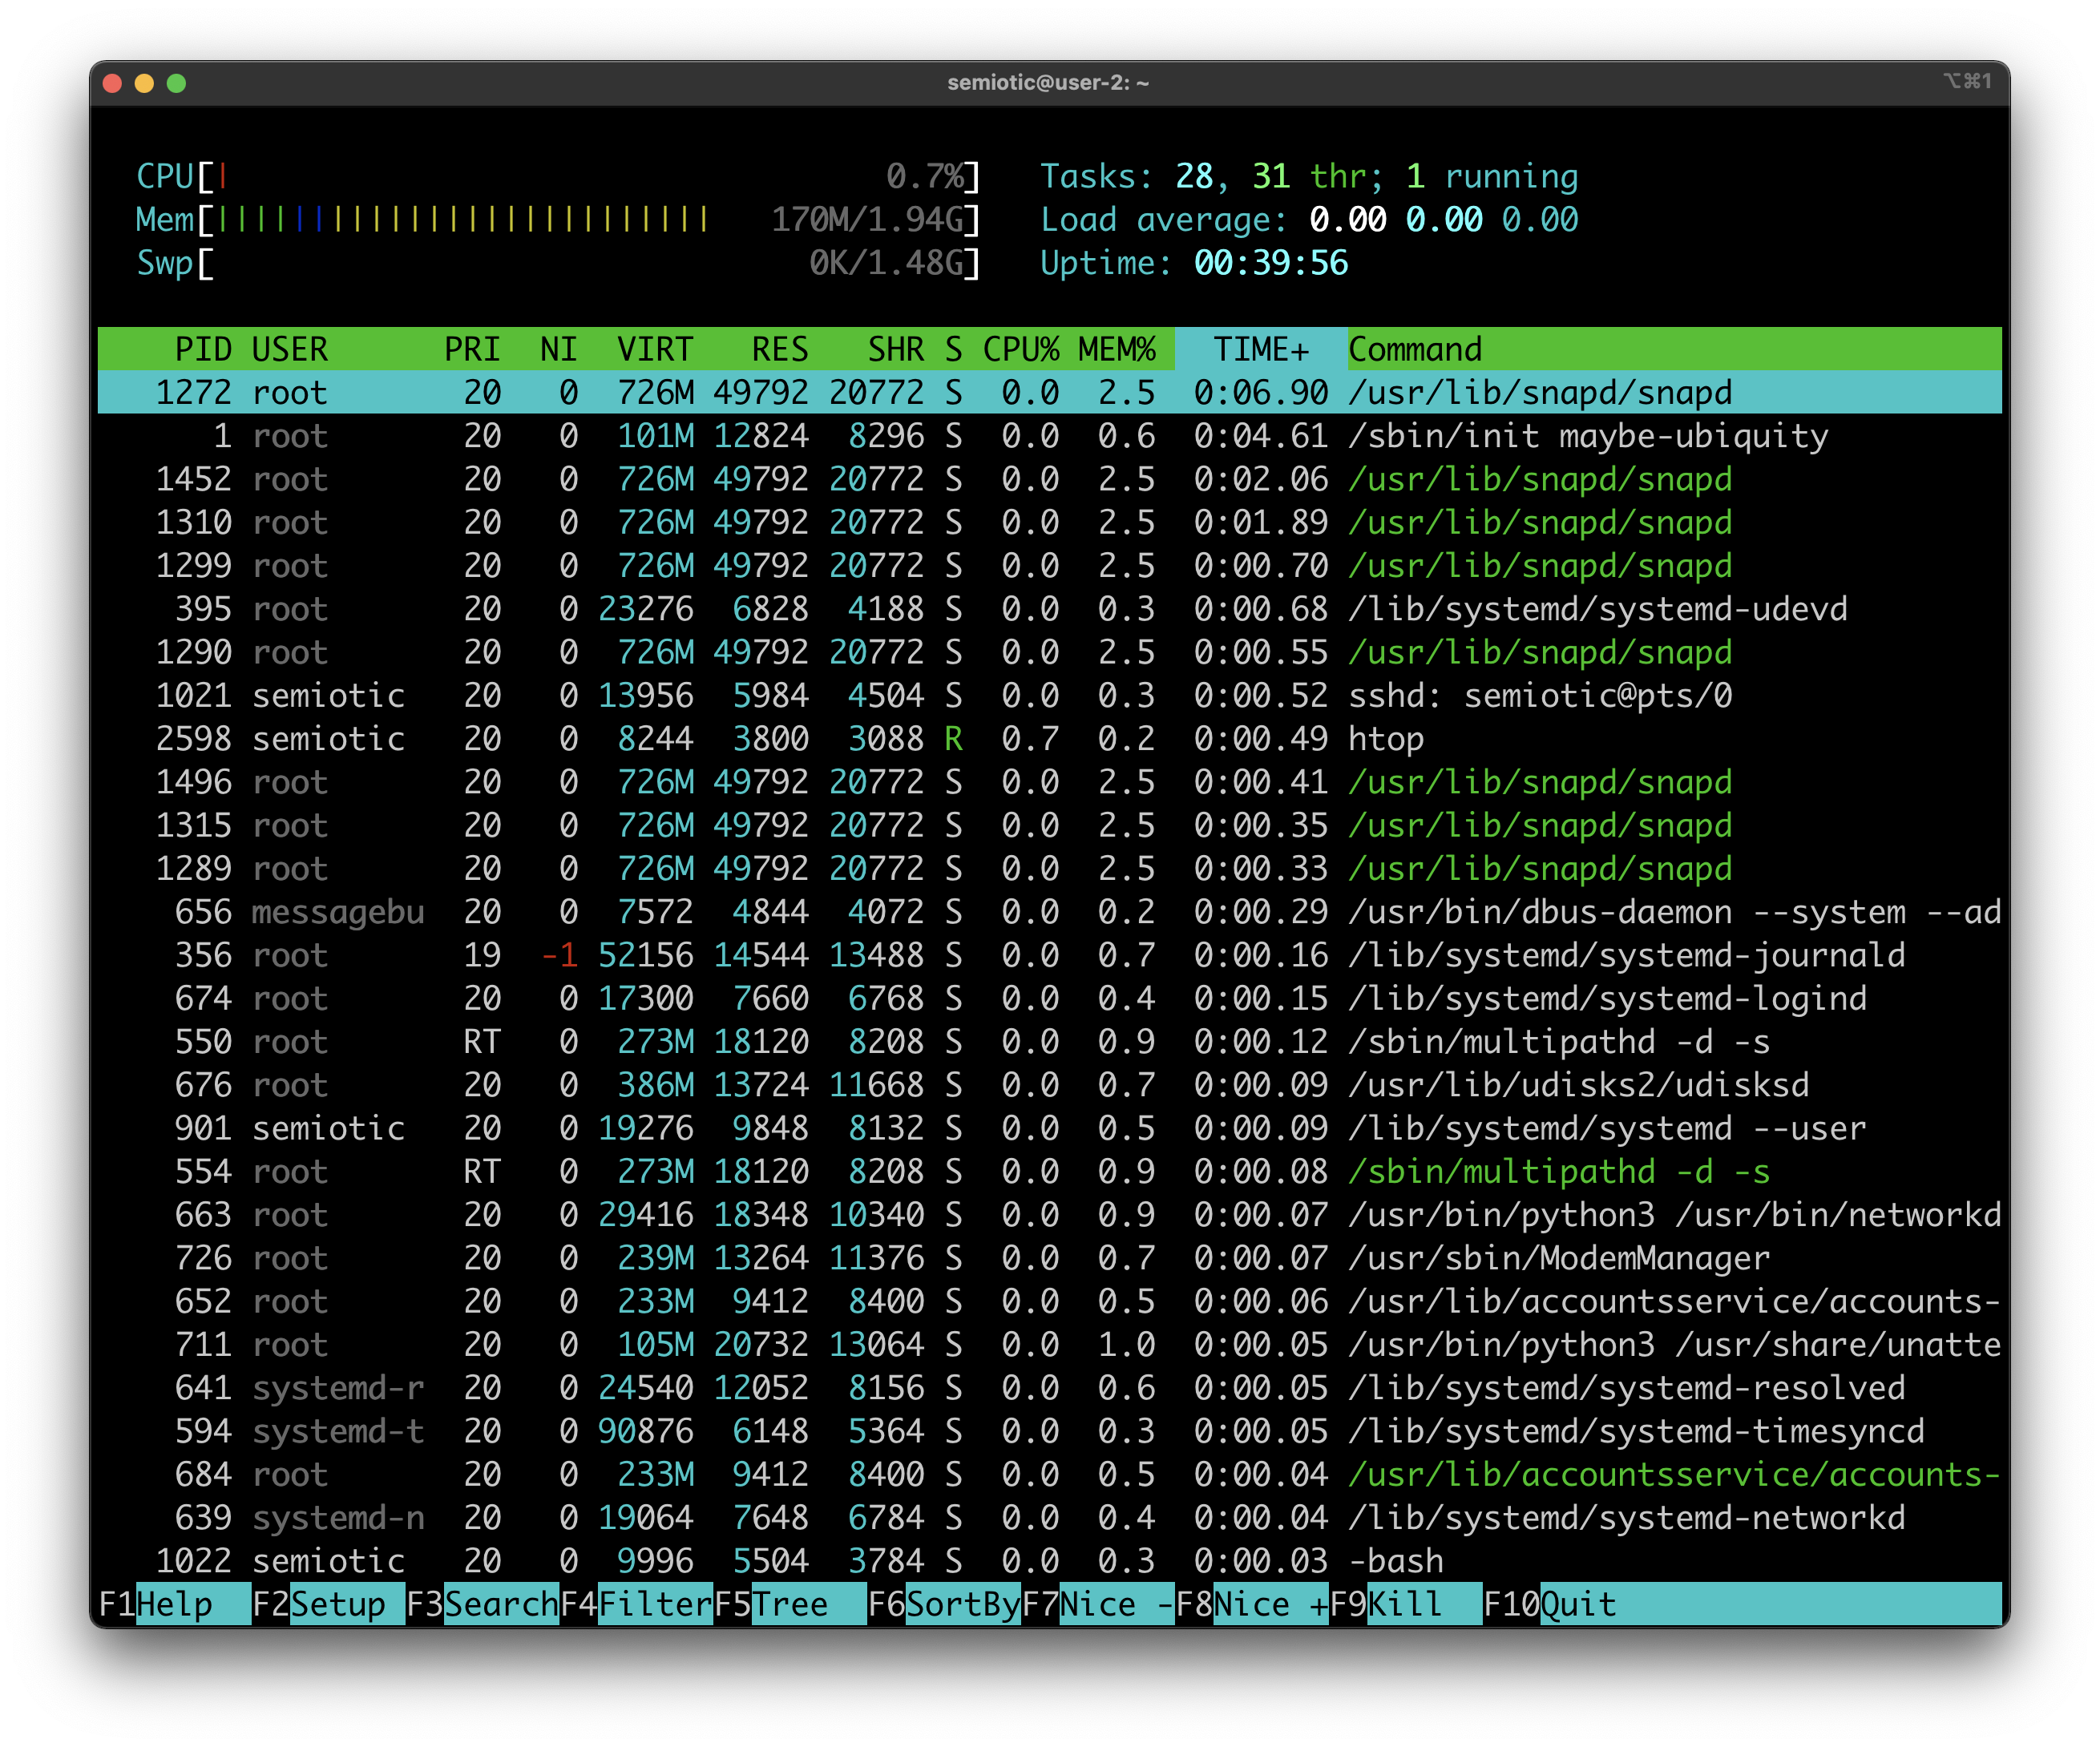 semiotic@user-2: ~ ⌥⌘1
CPU[| 0.7%] Tasks: 28, 31 thr; 1 running
Mem[|||||||||||||||||||||||||| 170M/1.94G] Load average: 0.00 0.00 0.00
Swp[ 0K/1.48G] Uptime: 00:39:56
PID USER PRI NI VIRT RES SHR S CPU% MEM% TIME+ Command
1272 root 20 0 726M 49792 20772 S 0.0 2.5 0:06.90 /usr/lib/snapd/snapd
1 root 20 0 101M 12824 8296 S 0.0 0.6 0:04.61 /sbin/init maybe-ubiquity
1452 root 20 0 726M 49792 20772 S 0.0 2.5 0:02.06 /usr/lib/snapd/snapd
1310 root 20 0 726M 49792 20772 S 0.0 2.5 0:01.89 /usr/lib/snapd/snapd
1299 root 20 0 726M 49792 20772 S 0.0 2.5 0:00.70 /usr/lib/snapd/snapd
395 root 20 0 23276 6828 4188 S 0.0 0.3 0:00.68 /lib/systemd/systemd-udevd
1290 root 20 0 726M 49792 20772 S 0.0 2.5 0:00.55 /usr/lib/snapd/snapd
1021 semiotic 20 0 13956 5984 4504 S 0.0 0.3 0:00.52 sshd: semiotic@pts/0
2598 semiotic 20 0 8244 3800 3088 R 0.7 0.2 0:00.49 htop
1496 root 20 0 726M 49792 20772 S 0.0 2.5 0:00.41 /usr/lib/snapd/snapd
1315 root 20 0 726M 49792 20772 S 0.0 2.5 0:00.35 /usr/lib/snapd/snapd
1289 root 20 0 726M 49792 20772 S 0.0 2.5 0:00.33 /usr/lib/snapd/snapd
656 messagebu 20 0 7572 4844 4072 S 0.0 0.2 0:00.29 /usr/bin/dbus-daemon --system --ad
356 root 19 -1 52156 14544 13488 S 0.0 0.7 0:00.16 /lib/systemd/systemd-journald
674 root 20 0 17300 7660 6768 S 0.0 0.4 0:00.15 /lib/systemd/systemd-logind
550 root RT 0 273M 18120 8208 S 0.0 0.9 0:00.12 /sbin/multipathd -d -s
676 root 20 0 386M 13724 11668 S 0.0 0.7 0:00.09 /usr/lib/udisks2/udisksd
901 semiotic 20 0 19276 9848 8132 S 0.0 0.5 0:00.09 /lib/systemd/systemd --user
554 root RT 0 273M 18120 8208 S 0.0 0.9 0:00.08 /sbin/multipathd -d -s
663 root 20 0 29416 18348 10340 S 0.0 0.9 0:00.07 /usr/bin/python3 /usr/bin/networkd
726 root 20 0 239M 13264 11376 S 0.0 0.7 0:00.07 /usr/sbin/ModemManager
652 root 20 0 233M 9412 8400 S 0.0 0.5 0:00.06 /usr/lib/accountsservice/accounts-
711 root 20 0 105M 20732 13064 S 0.0 1.0 0:00.05 /usr/bin/python3 /usr/share/unatte
641 systemd-r 20 0 24540 12052 8156 S 0.0 0.6 0:00.05 /lib/systemd/systemd-resolved
594 systemd-t 20 0 90876 6148 5364 S 0.0 0.3 0:00.05 /lib/systemd/systemd-timesyncd
684 root 20 0 233M 9412 8400 S 0.0 0.5 0:00.04 /usr/lib/accountsservice/accounts-
639 systemd-n 20 0 19064 7648 6784 S 0.0 0.4 0:00.04 /lib/systemd/systemd-networkd
1022 semiotic 20 0 9996 5504 3784 S 0.0 0.3 0:00.03 -bash
F1Help F2Setup F3SearchF4FilterF5Tree F6SortByF7Nice -F8Nice +F9Kill F10Quit